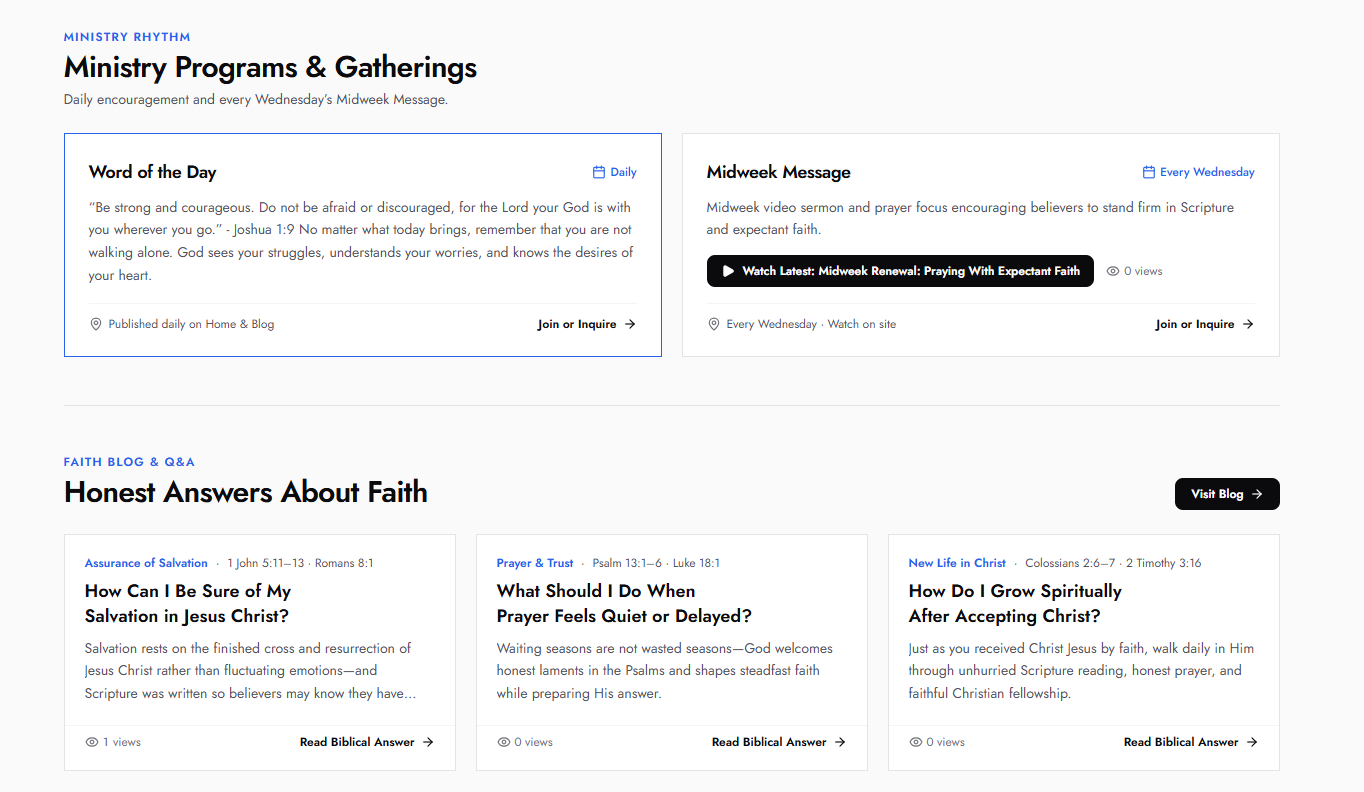 MINISTRY RHYTHM
Ministry Programs & Gatherings
Daily encouragement and every Wednesday’s Midweek Message.
Word of the Day
Daily
“Be strong and courageous. Do not be afraid or discouraged, for the Lord your God is with
you wherever you go.” - Joshua 1:9 No matter what today brings, remember that you are not
walking alone. God sees your struggles, understands your worries, and knows the desires of
your heart.
Published daily on Home & Blog
Join or Inquire →
Midweek Message
Every Wednesday
Midweek video sermon and prayer focus encouraging believers to stand firm in Scripture
and expectant faith.
Watch Latest: Midweek Renewal: Praying With Expectant Faith
0 views
Every Wednesday · Watch on site
Join or Inquire →
FAITH BLOG & Q&A
Honest Answers About Faith
Visit Blog →
Assurance of Salvation · 1 John 5:11–13 · Romans 8:1
How Can I Be Sure of My
Salvation in Jesus Christ?
Salvation rests on the finished cross and resurrection of
Jesus Christ rather than fluctuating emotions—and
Scripture was written so believers may know they have…
1 views
Read Biblical Answer →
Prayer & Trust · Psalm 13:1–6 · Luke 18:1
What Should I Do When
Prayer Feels Quiet or Delayed?
Waiting seasons are not wasted seasons—God welcomes
honest laments in the Psalms and shapes steadfast faith
while preparing His answer.
0 views
Read Biblical Answer →
New Life in Christ · Colossians 2:6–7 · 2 Timothy 3:16
How Do I Grow Spiritually
After Accepting Christ?
Just as you received Christ Jesus by faith, walk daily in Him
through unhurried Scripture reading, honest prayer, and
faithful Christian fellowship.
0 views
Read Biblical Answer →